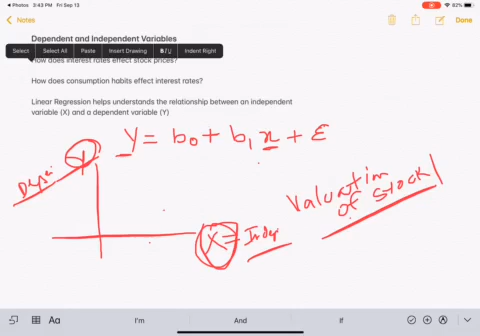 Photos 3:43 PM Fri Sep 13 82%
Notes Done
Dependent and Independent Variables
Select Select All Paste Insert Drawing BIU Indent Right
How does interest rates effect stock prices?
How does consumption habits effect interest rates?
Linear Regression helps understands the relationship between an independent
variable (X) and a dependent variable (Y)
y = b0 + b1 x + ε
Y
Valuation
of stock
X = Indep
Aa I'm And If